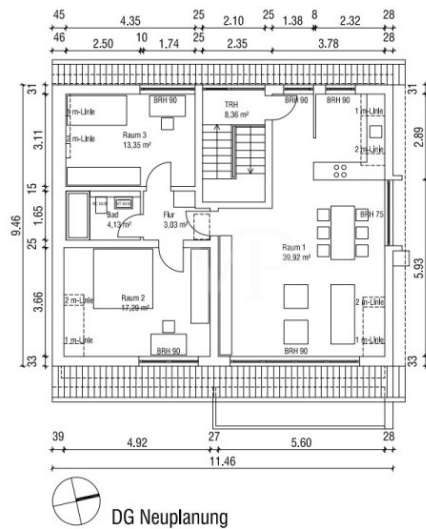 45 4.35 25 2.10 25 1.38 8 2.32 28
46 2.50 10 1.74 25 2.35 3.78 28
31 3.11 15 1.65 25 3.66 33
9.46
31 2.89 5.93 33
BRH 90
TRH
8,36 m²
BRH 90
BRH 90
1 m-Linie
2 m-Linie
1 m-Linie
2 m-Linie
Raum 3
13,35 m²
Bad
4,13 m²
Flur
3,03 m²
BRH 75
Raum 1
39,92 m²
Raum 2
17,29 m²
2 m-Linie
1 m-Linie
2 m-Linie
1 m-Linie
BRH 90
BRH 90
39 4.92 27 5.60 28
11.46
DG Neuplanung